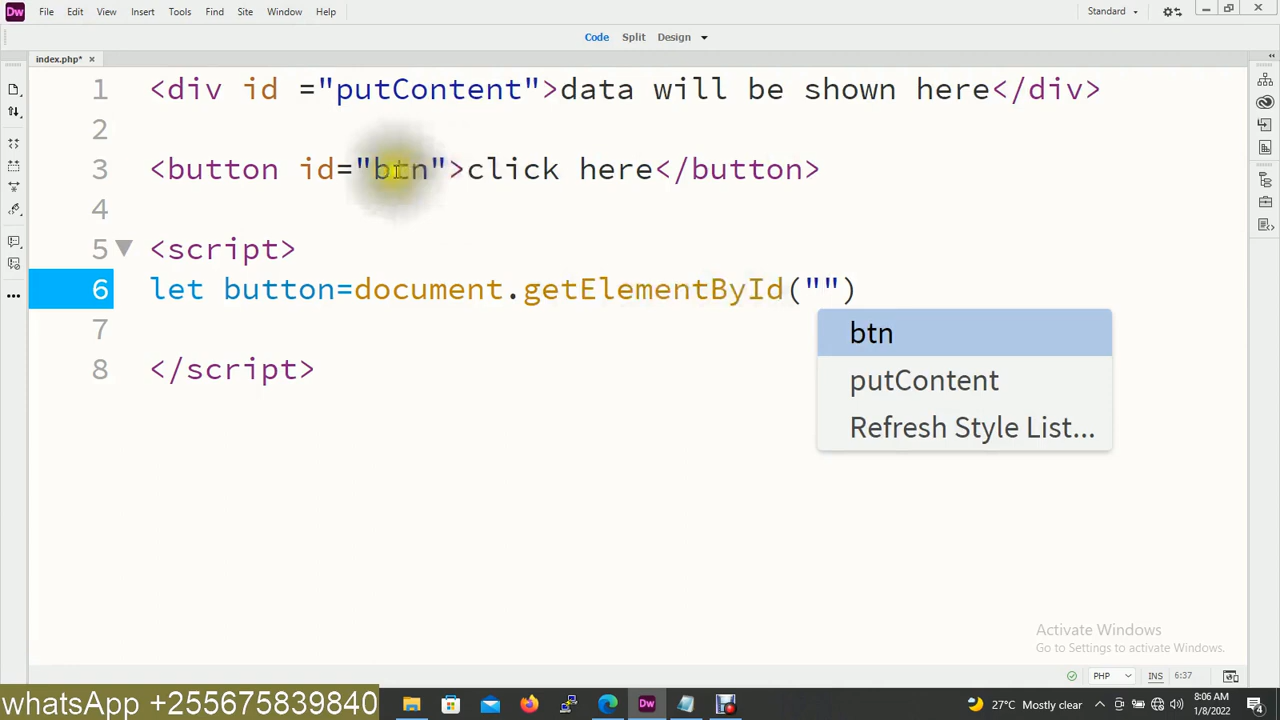 Dw File Edit View Insert Tools Find Site Window Help Standard
Code Split Design
index.php*
1 <div id ="putContent">data will be shown here</div>
2
3 <button id="btn">click here</button>
4
5 <script>
6 let button=document.getElementById("")
btn
7
putContent
8 </script>
Refresh Style List...
Activate Windows
Go to Settings to activate Windows.
PHP INS 6:37
whatsApp +255675839840
Dw 27°C Mostly clear 8:06 AM
1/8/2022
4